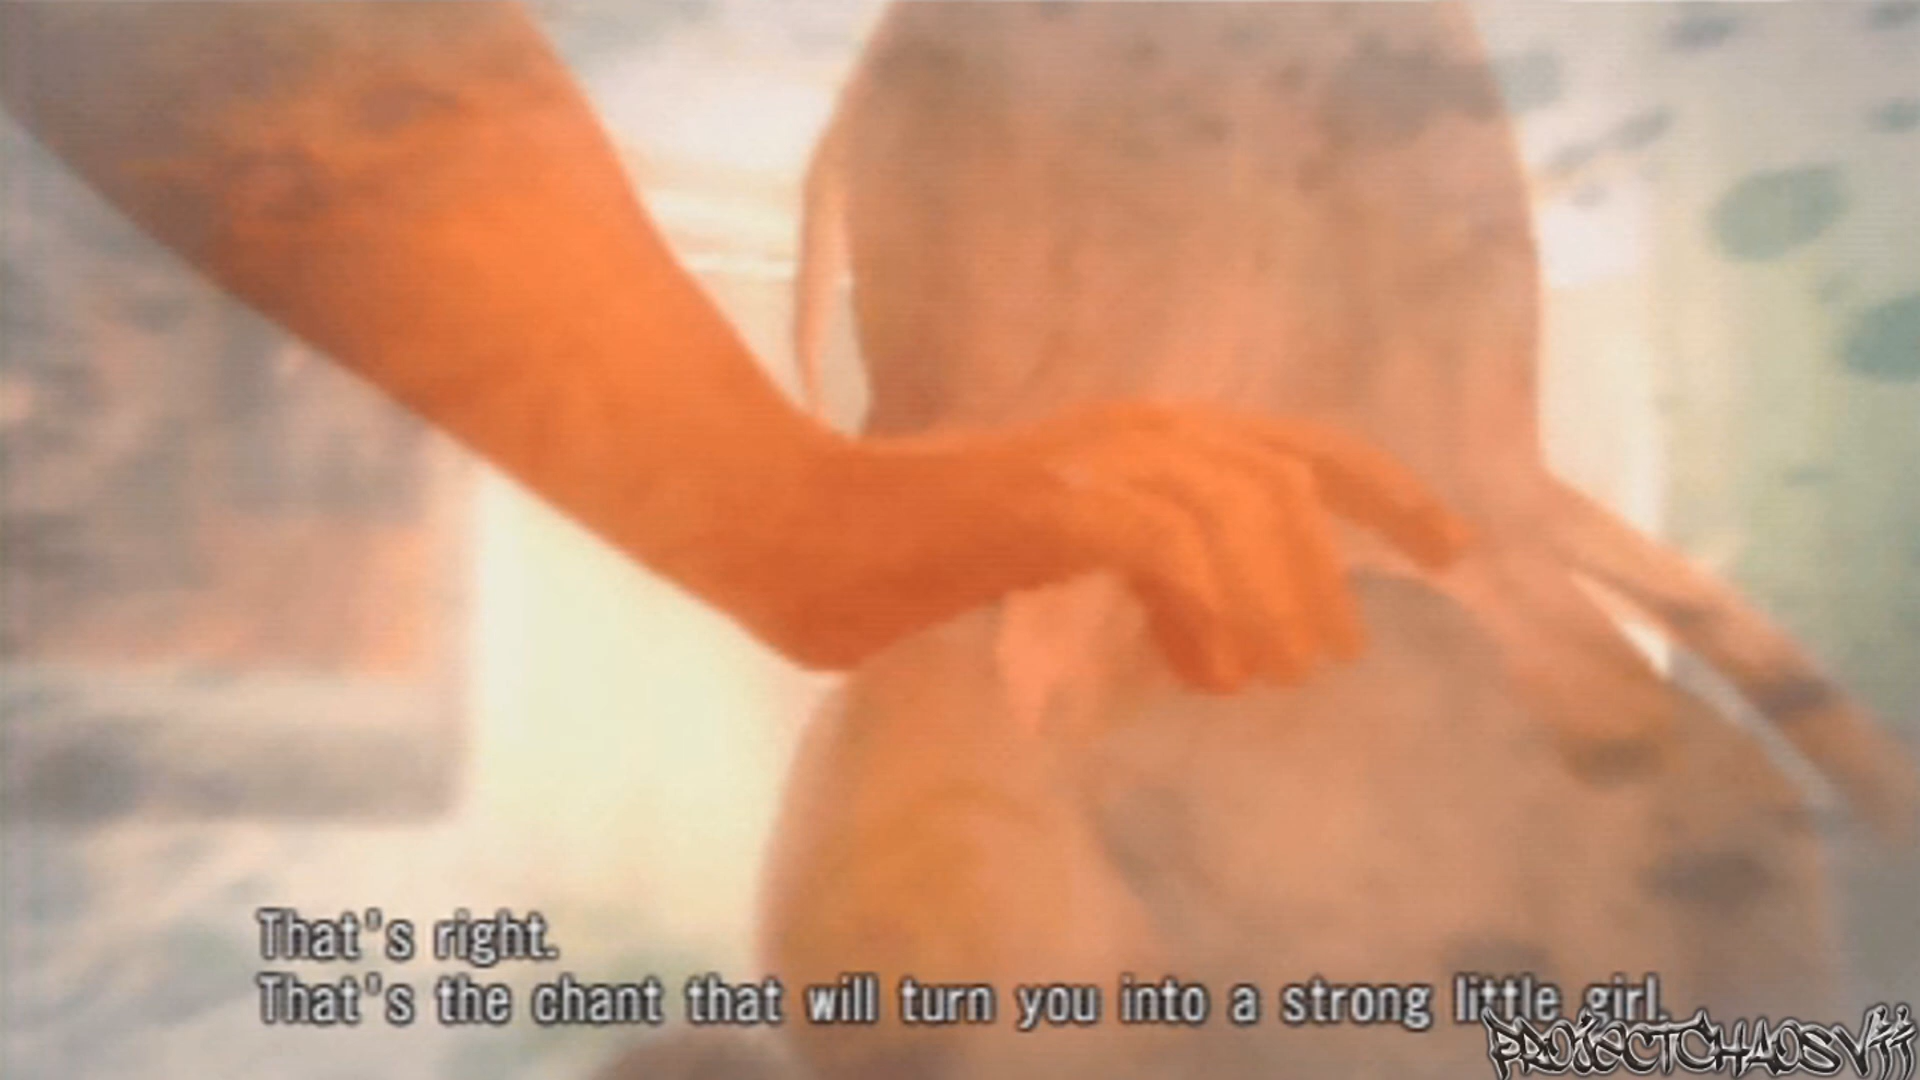 That's right.
That's the chant that will turn you into a strong little girl.
PROJECTCHAOSVII